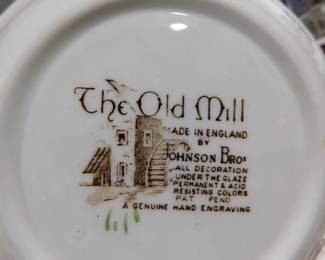 The Old Mill
MADE IN ENGLAND
BY
JOHNSON BROS
ALL DECORATION
UNDER THE GLAZE
PERMANENT & ACID
RESISTING COLORS
PAT PEND
A GENUINE HAND ENGRAVING